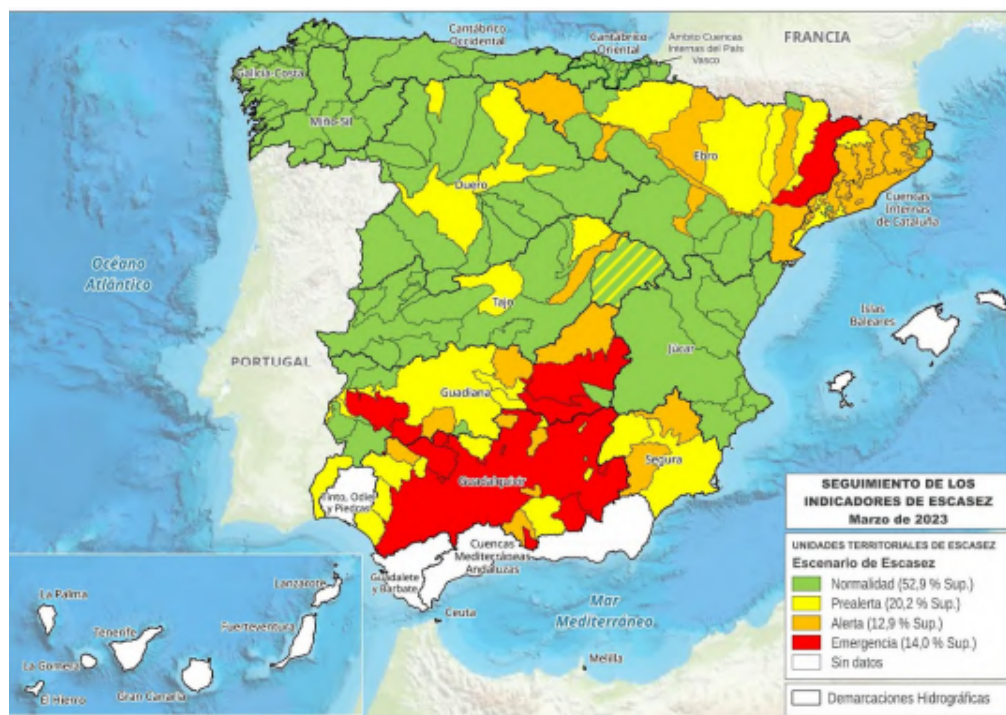 Cantábrico
Occidental
Cantábrico
Oriental
Ámbito Cuencas
Internas del País
Vasco
FRANCIA
Galicia-Costa
Miño-Sil
Duero
Ebro
Cuencas
Internas
de Cataluña
Océano
Atlántico
Tajo
Islas
Baleares
PORTUGAL
Júcar
Guadiana
Segura
Guadalquivir
Tinto, Odiel
y Piedras
Cuencas
Mediterráneas
Andaluzas
Guadalete
y Barbate
Ceuta
Mar
Mediterráneo
Melilla
Lanzarote
La Palma
Fuerteventura
Tenerife
La Gomera
El Hierro
Gran Canaria
SEGUIMIENTO DE LOS
INDICADORES DE ESCASEZ
Marzo de 2023
UNIDADES TERRITORIALES DE ESCASEZ
Escenario de Escasez
Normalidad (52,9 % Sup.)
Prealerta (20,2 % Sup.)
Alerta (12,9 % Sup.)
Emergencia (14,0 % Sup.)
Sin datos
Demarcaciones Hidrográficas